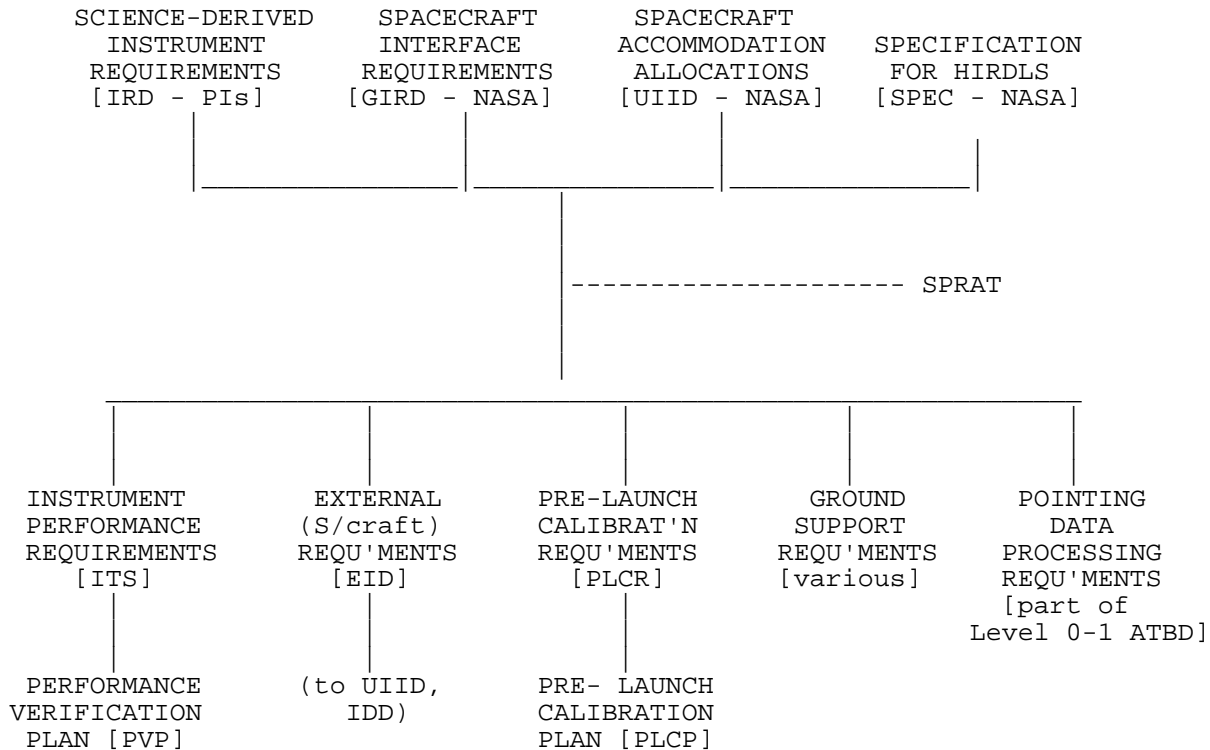 SCIENCE-DERIVED
INSTRUMENT
REQUIREMENTS
[IRD - PIs]
SPACECRAFT
INTERFACE
REQUIREMENTS
[GIRD - NASA]
SPACECRAFT
ACCOMMODATION
ALLOCATIONS
[UIID - NASA]
SPECIFICATION
FOR HIRDLS
[SPEC - NASA]
--------------------- SPRAT
INSTRUMENT
PERFORMANCE
REQUIREMENTS
[ITS]
EXTERNAL
(S/craft)
REQU'MENTS
[EID]
PRE-LAUNCH
CALIBRAT'N
REQU'MENTS
[PLCR]
GROUND
SUPPORT
REQU'MENTS
[various]
POINTING
DATA
PROCESSING
REQU'MENTS
[part of
Level 0-1 ATBD]
PERFORMANCE
VERIFICATION
PLAN [PVP]
(to UIID,
IDD)
PRE- LAUNCH
CALIBRATION
PLAN [PLCP]